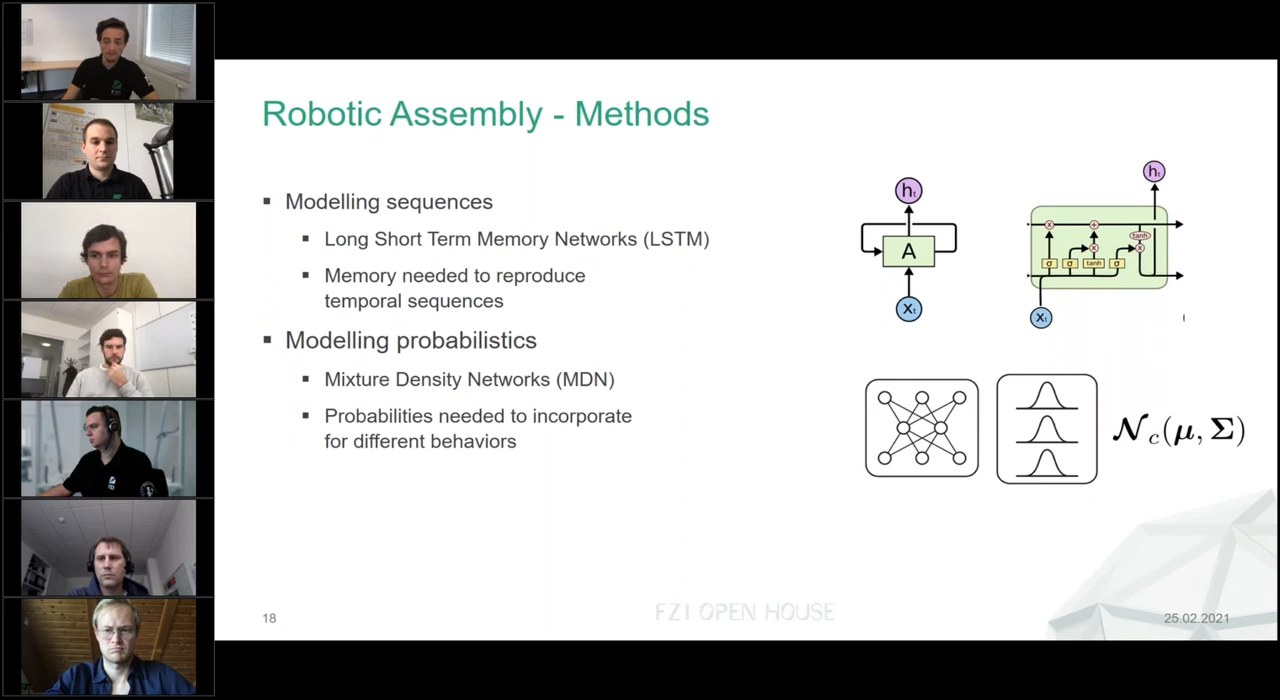 Robotic Assembly - Methods
Modelling sequences
Long Short Term Memory Networks (LSTM)
Memory needed to reproduce
temporal sequences
Modelling probabilistics
Mixture Density Networks (MDN)
Probabilities needed to incorporate
for different behaviors
hₜ
A
xₜ
hₜ
x
+
tanh
x
x
σ
σ
tanh
σ
xₜ
𝓝c(μ, Σ)
18
FZI OPEN HOUSE
25.02.2021